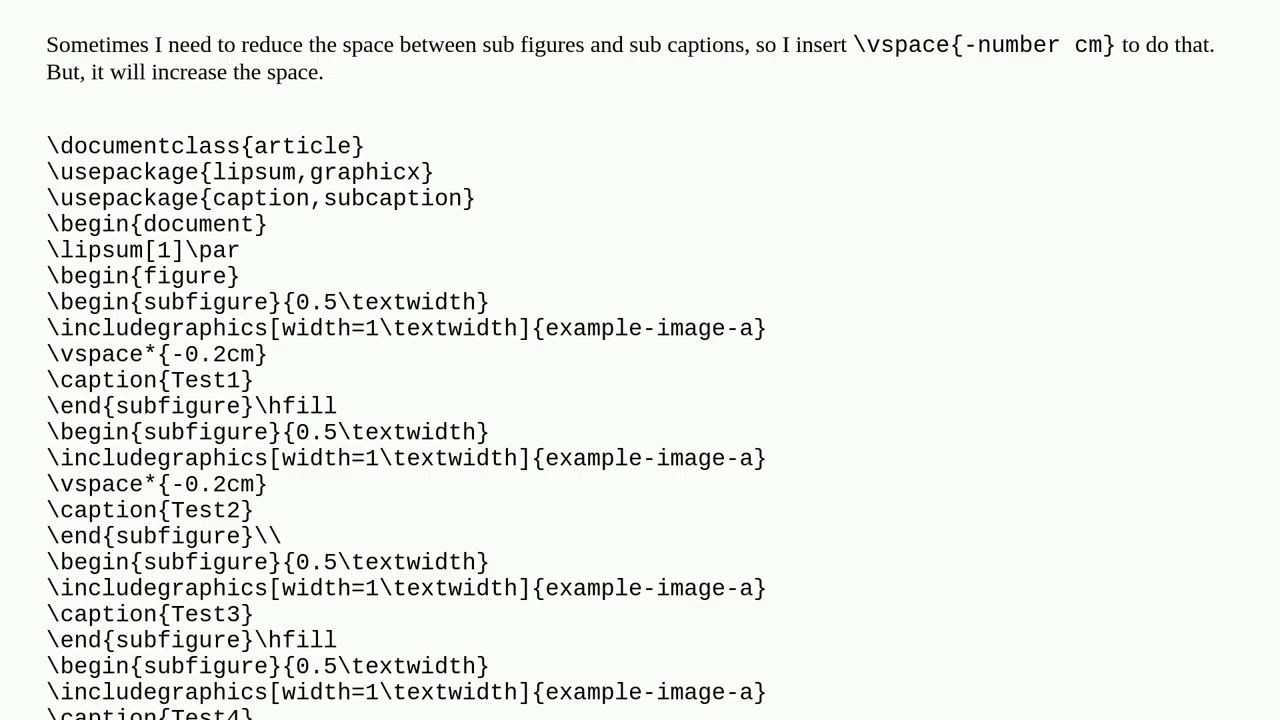 Sometimes I need to reduce the space between sub figures and sub captions, so I insert \vspace{-number cm} to do that.
But, it will increase the space.
\documentclass{article}
\usepackage{lipsum,graphicx}
\usepackage{caption,subcaption}
\begin{document}
\lipsum[1]\par
\begin{figure}
\begin{subfigure}{0.5\textwidth}
\includegraphics[width=1\textwidth]{example-image-a}
\vspace*{-0.2cm}
\caption{Test1}
\end{subfigure}\hfill
\begin{subfigure}{0.5\textwidth}
\includegraphics[width=1\textwidth]{example-image-a}
\vspace*{-0.2cm}
\caption{Test2}
\end{subfigure}\\
\begin{subfigure}{0.5\textwidth}
\includegraphics[width=1\textwidth]{example-image-a}
\caption{Test3}
\end{subfigure}\hfill
\begin{subfigure}{0.5\textwidth}
\includegraphics[width=1\textwidth]{example-image-a}
\caption{Test4}